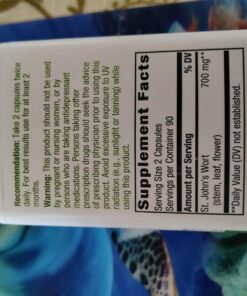 Recommendation: Take 2 capsules twice
daily. For best results use for at least 2
months.
Warning: This product should not be used
by pregnant or nursing women, or by
persons who are taking antidepressant
medications. Persons taking other
prescription drugs should seek the advice
of prescribing physician prior to using this
product. Avoid excessive exposure to UV
radiation (e.g., sunlight or tanning) while
using this product.
Supplement Facts
Serving Size 2 Capsules
Servings per Container 90
Amount per Serving % DV
St. John's Wort 700 mg**
(stem, leaf, flower)
**Daily Value (DV) not established.